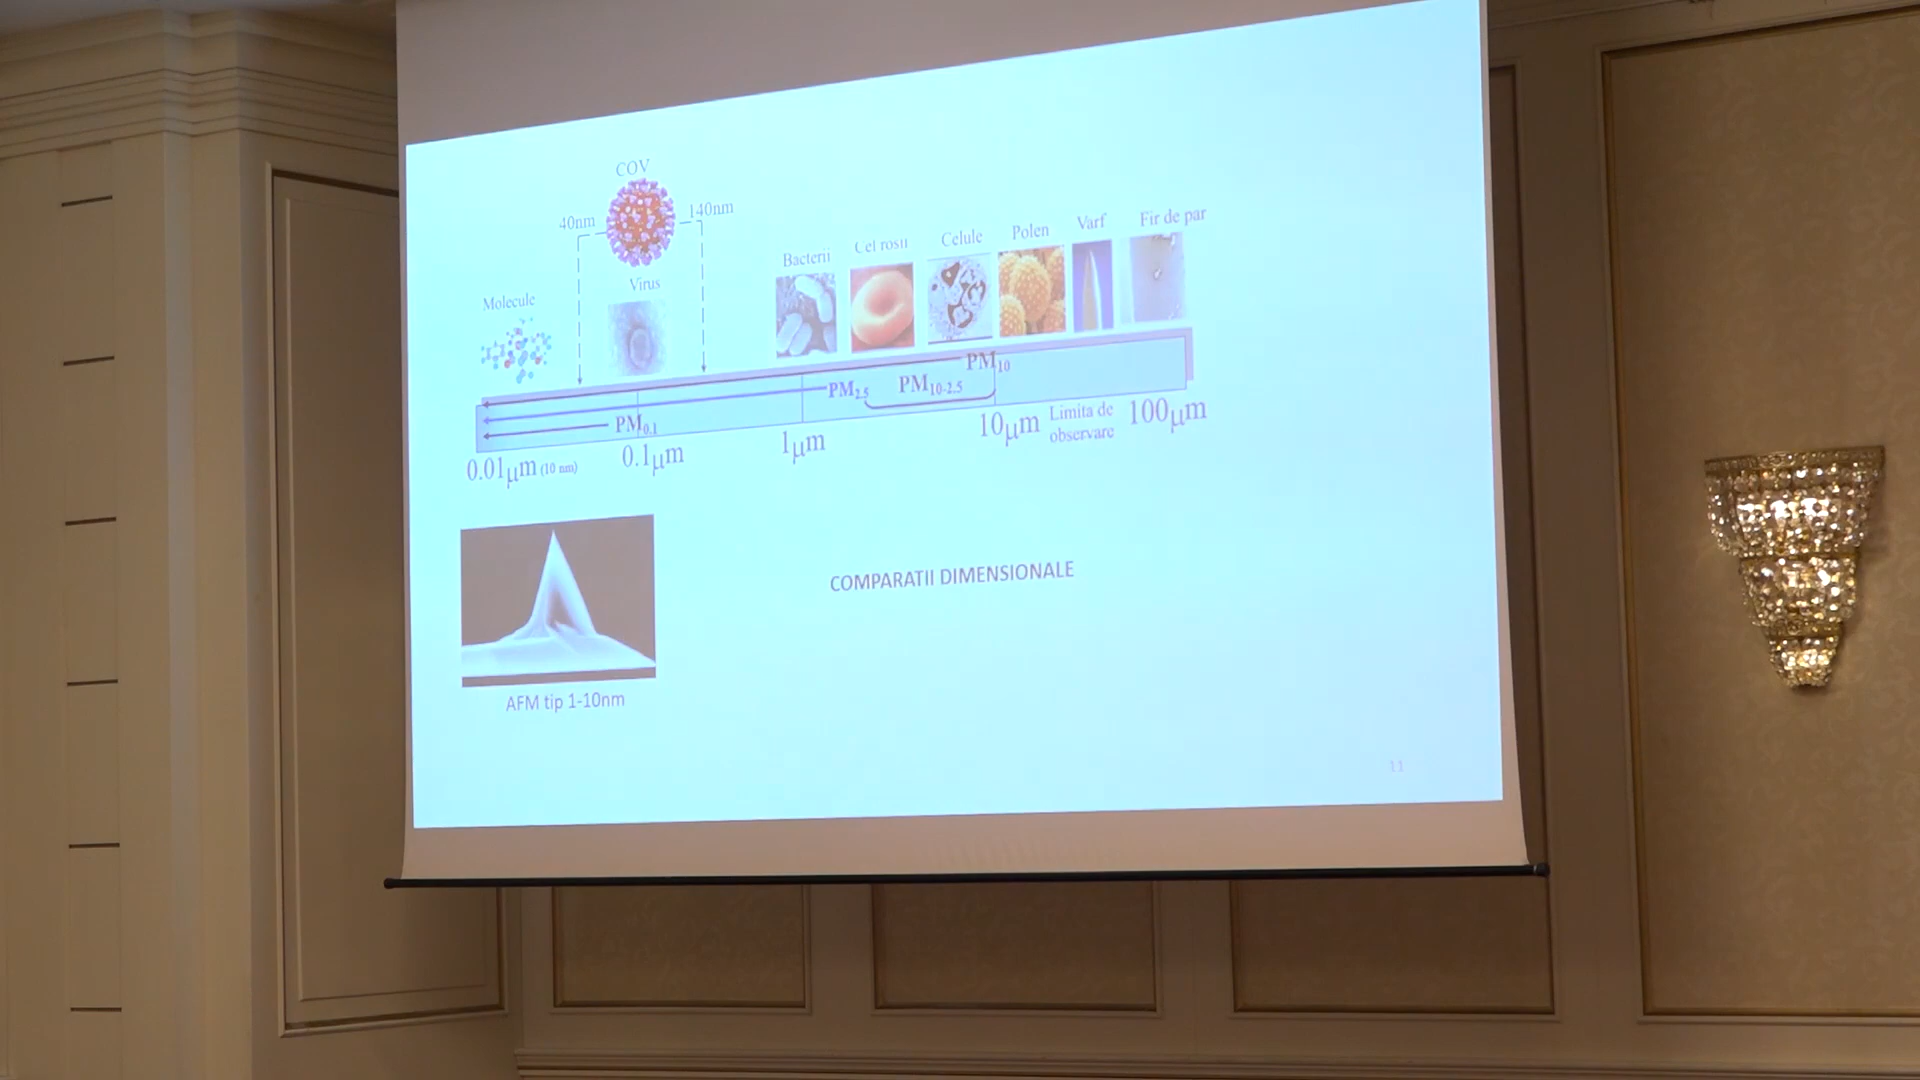 COV
40nm
140nm
Molecule
Virus
Bacterii
Cel rosii
Celule
Polen
Varf
Fir de par
PM10
PM2.5
PM10-2.5
PM0.1
0.01µm (10 nm)
0.1µm
1µm
10µm
Limita de
observare
100µm
COMPARATII DIMENSIONALE
AFM tip 1-10nm
11